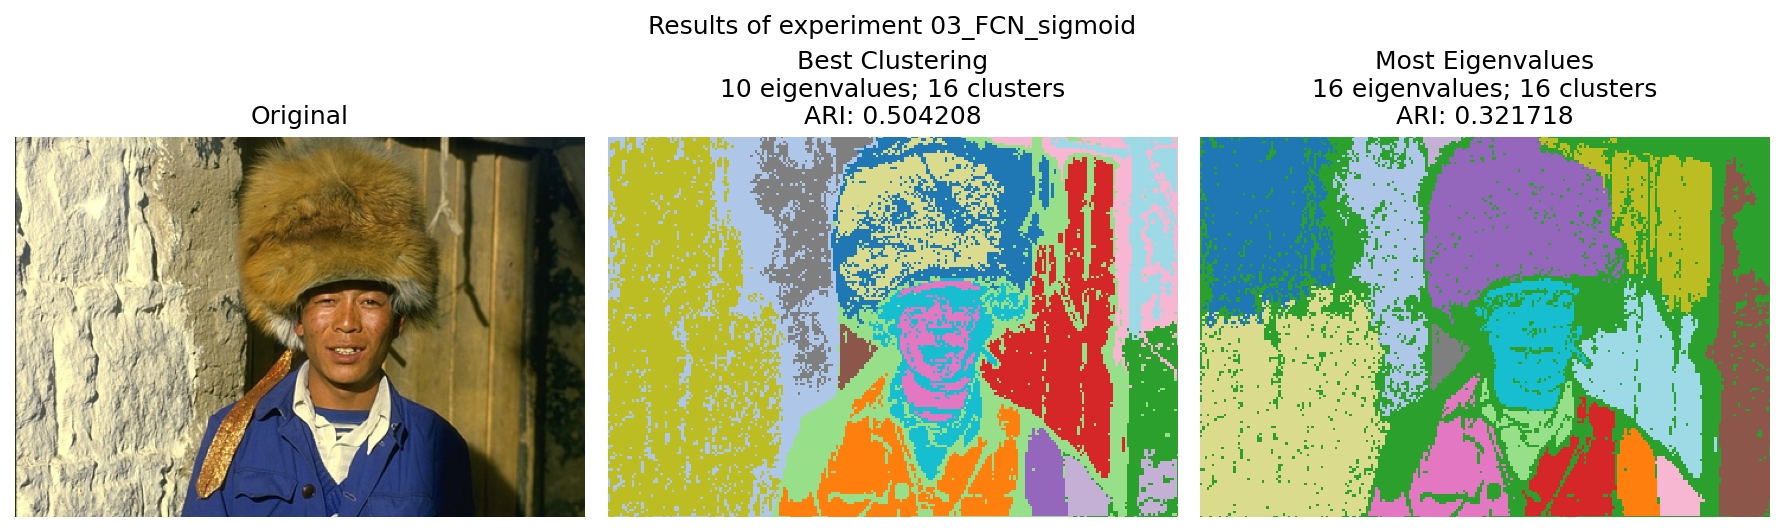 Results of experiment 03_FCN_sigmoid
Original
Best Clustering
10 eigenvalues; 16 clusters
ARI: 0.504208
Most Eigenvalues
16 eigenvalues; 16 clusters
ARI: 0.321718